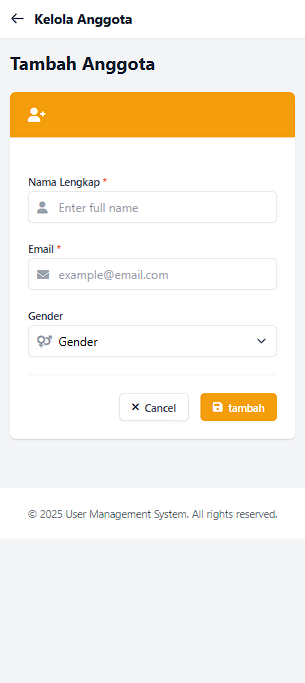 Kelola Anggota
Tambah Anggota
Nama Lengkap *
Enter full name
Email *
example@email.com
Gender
Gender
Cancel
tambah
© 2025 User Management System. All rights reserved.